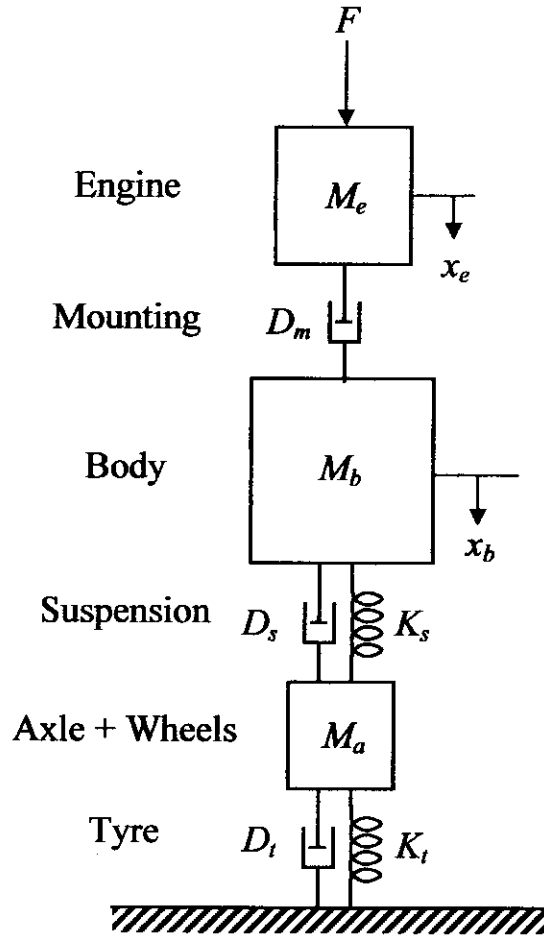 F
Engine
M_e
x_e
Mounting
D_m
Body
M_b
x_b
Suspension
D_s
K_s
Axle + Wheels
M_a
Tyre
D_t
K_t